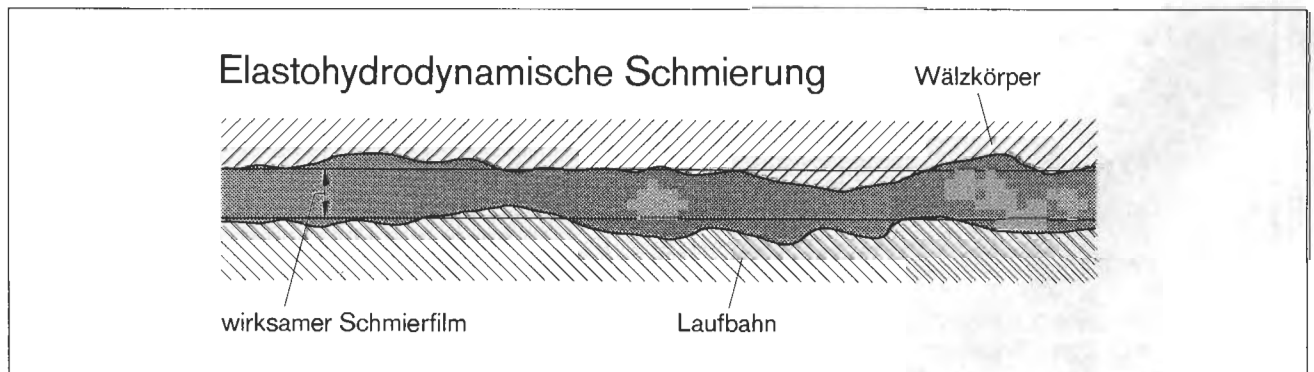 Elastohydrodynamische Schmierung
Wälzkörper
wirksamer Schmierfilm
Laufbahn